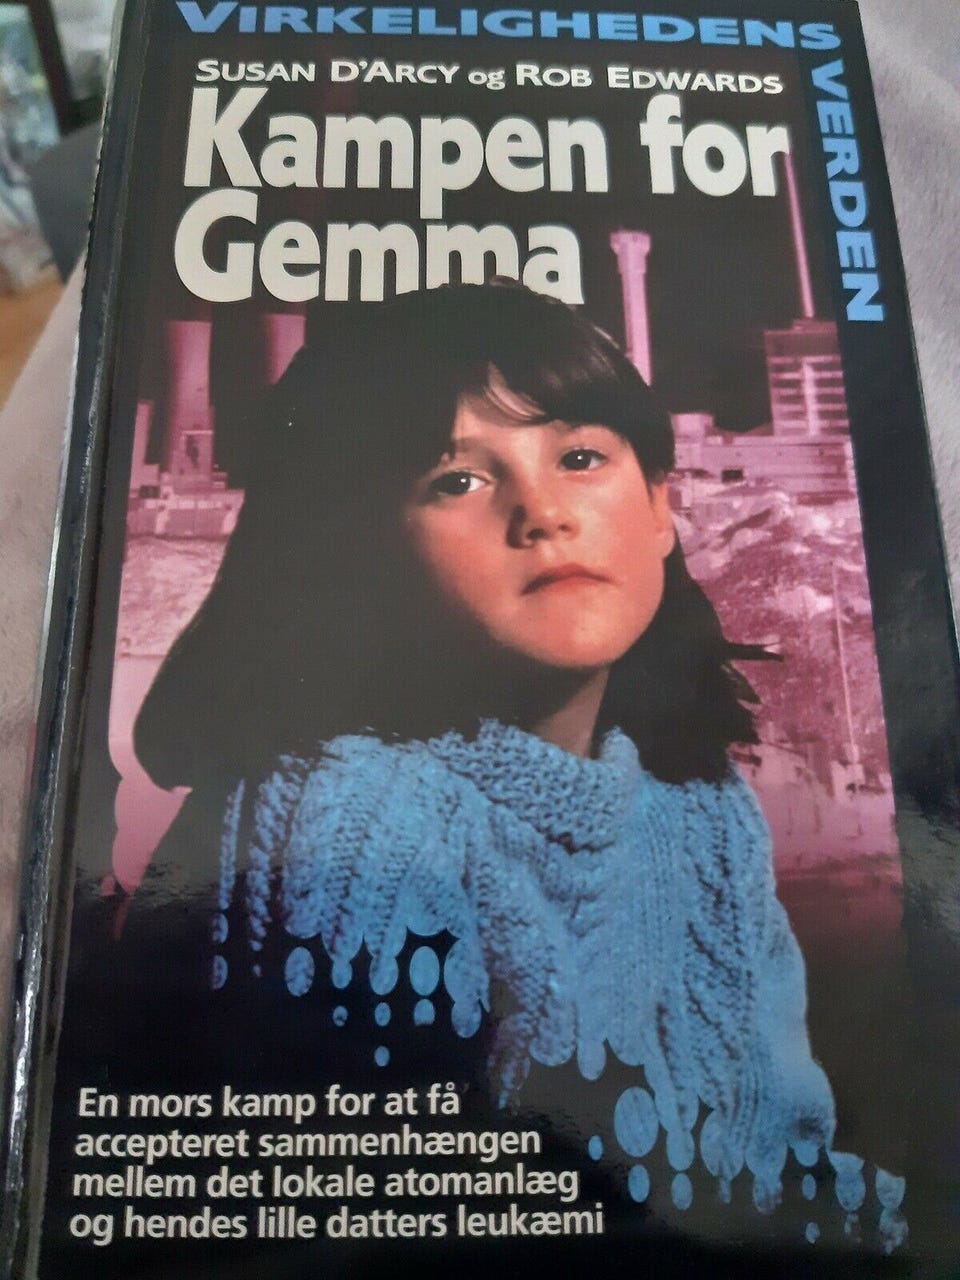 VIRKELIGHEDENS
VERDEN
SUSAN D'ARCY og ROB EDWARDS
Kampen for
Gemma
En mors kamp for at få
accepteret sammenhængen
mellem det lokale atomanlæg
og hendes lille datters leukæmi